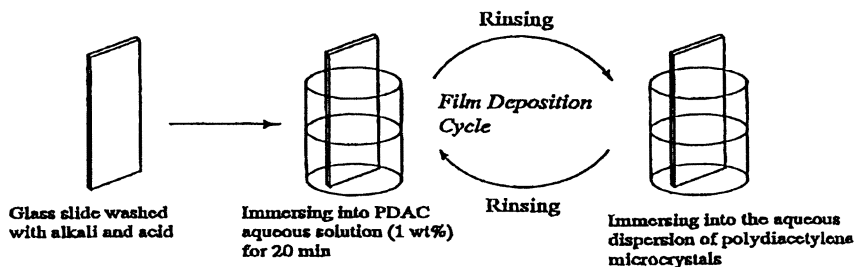 Rinsing
Film Deposition
Cycle
Rinsing
Glass slide washed
with alkali and acid
Immersing into PDAC
aqueous solution (1 wt%)
for 20 min
Immersing into the aqueous
dispersion of polydiacetylene
microcrystals